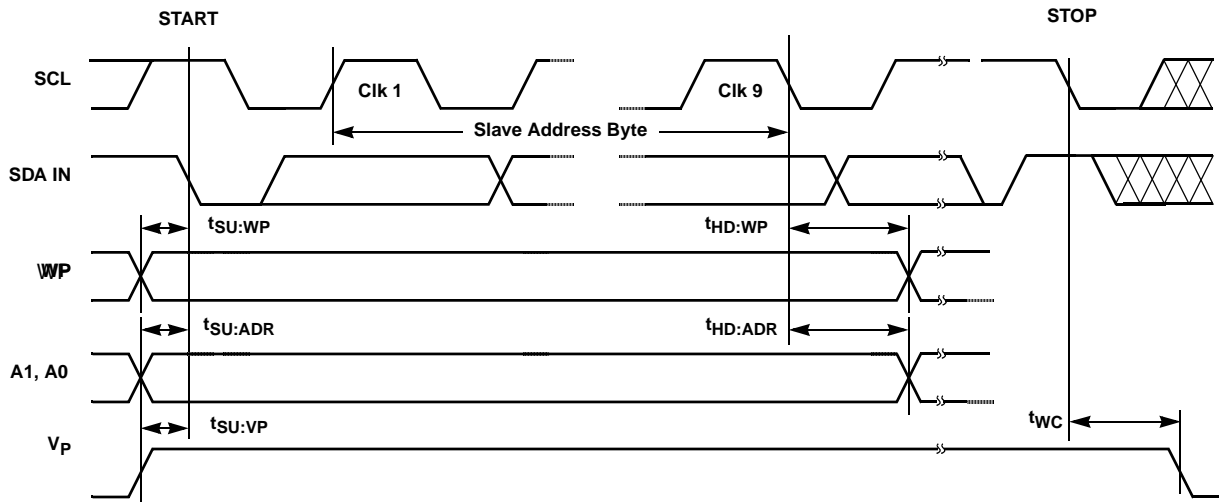 START
STOP
SCL
Clk 1
Clk 9
Slave Address Byte
SDA IN
tSU:WP
tHD:WP
WP
tSU:ADR
tHD:ADR
A1, A0
tSU:VP
tWC
VP